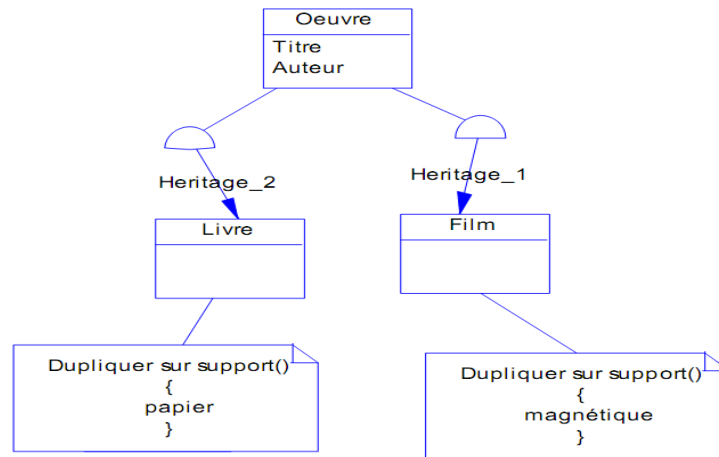 Oeuvre
Titre
Auteur
Heritage_2
Heritage_1
Livre
Film
Dupliquer sur support()
{
papier
}
Dupliquer sur support()
{
magnétique
}